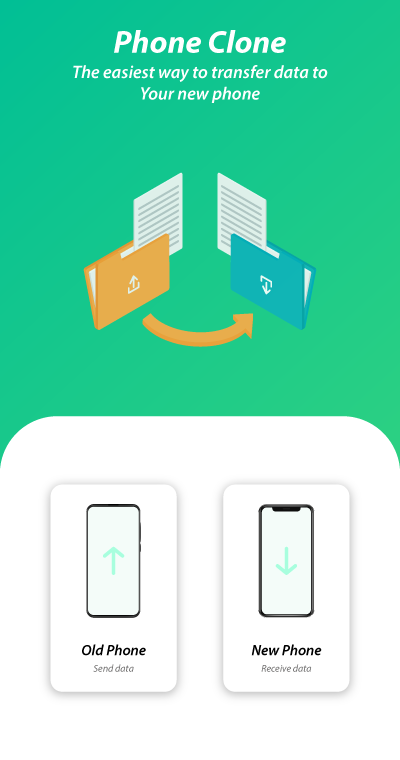 Phone Clone
The easiest way to transfer data to
Your new phone
Old Phone
Send data
New Phone
Receive data